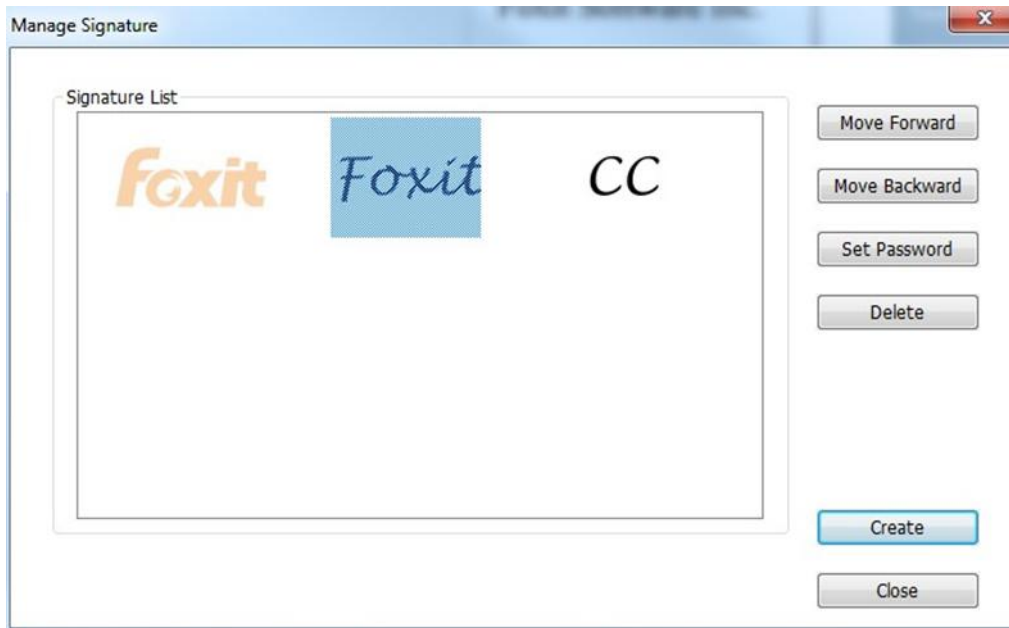 Manage Signature
Signature List
Foxit
Foxit
CC
Move Forward
Move Backward
Set Password
Delete
Create
Close